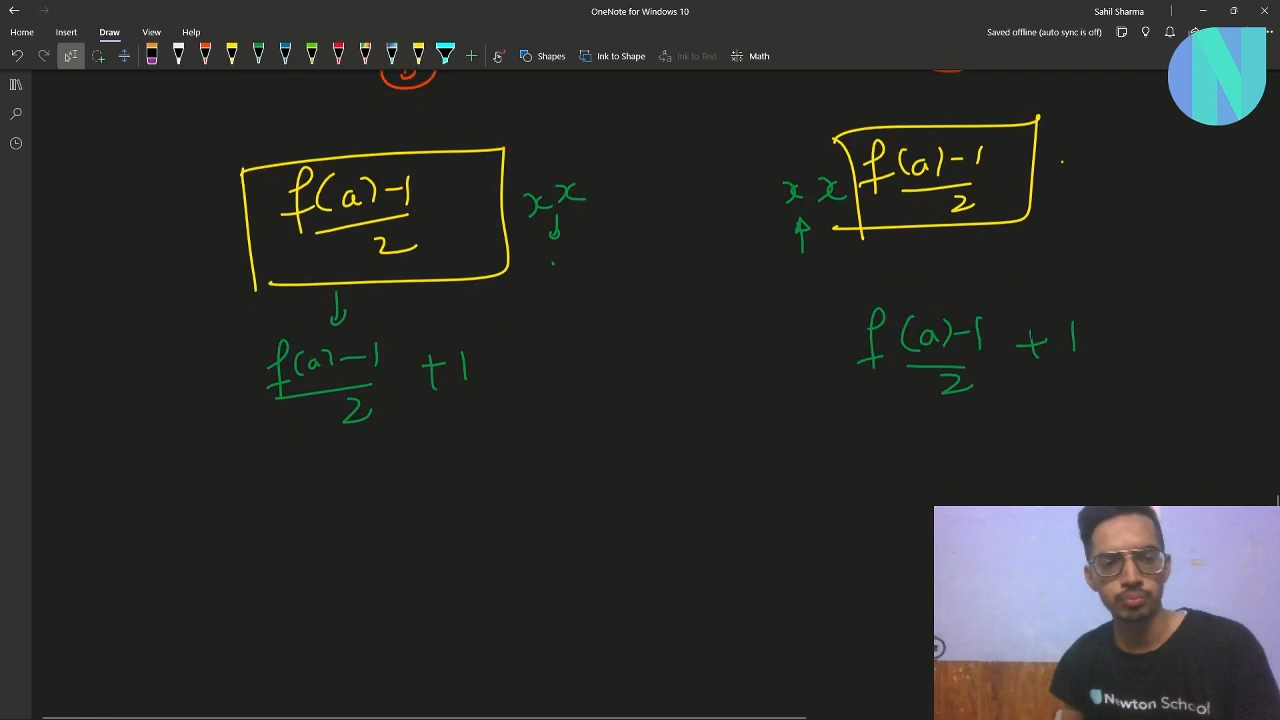 OneNote for Windows 10
Sahil Sharma
Home Insert Draw View Help
Saved offline (auto sync is off)
Shapes Ink to Shape Ink to Text Math
f(a)-1
2
x x
x x
f(a)-1
2
f(a)-1 + 1
2
f(a)-1 + 1
2
Newton School